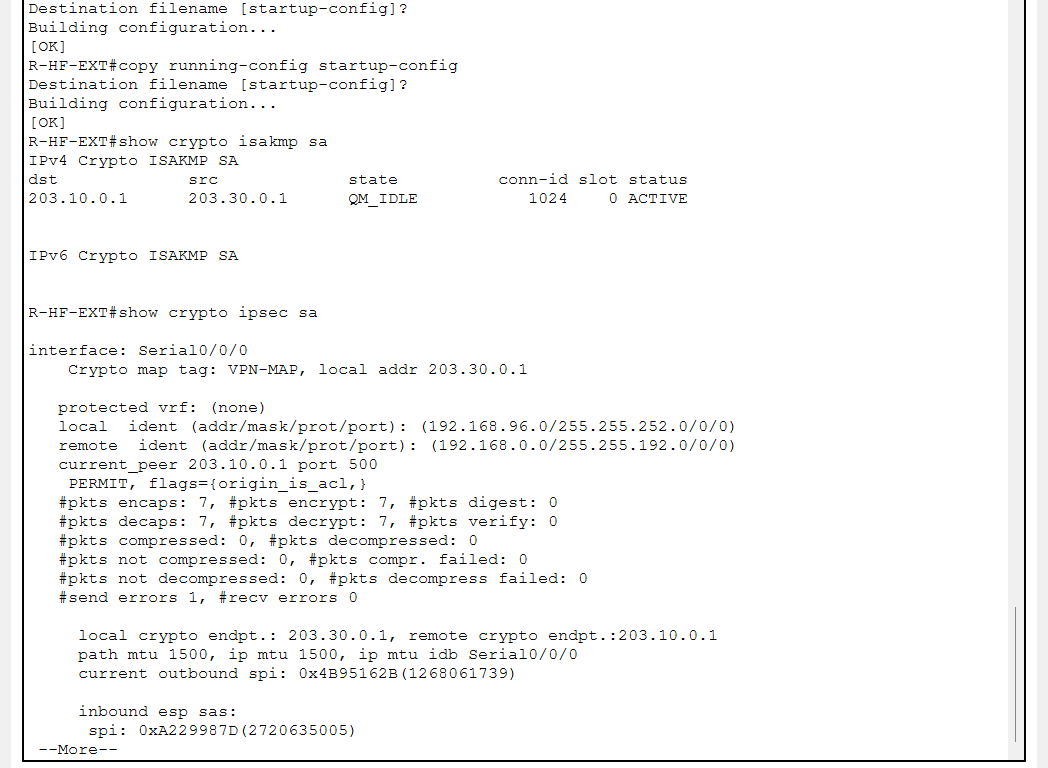 Destination filename [startup-config]?
Building configuration...
[OK]
R-HF-EXT#copy running-config startup-config
Destination filename [startup-config]?
Building configuration...
[OK]
R-HF-EXT#show crypto isakmp sa
IPv4 Crypto ISAKMP SA
dst src state conn-id slot status
203.10.0.1 203.30.0.1 QM_IDLE 1024 0 ACTIVE
IPv6 Crypto ISAKMP SA
R-HF-EXT#show crypto ipsec sa
interface: Serial0/0/0
Crypto map tag: VPN-MAP, local addr 203.30.0.1
protected vrf: (none)
local ident (addr/mask/prot/port): (192.168.96.0/255.255.252.0/0/0)
remote ident (addr/mask/prot/port): (192.168.0.0/255.255.192.0/0/0)
current_peer 203.10.0.1 port 500
PERMIT, flags={origin_is_acl,}
#pkts encaps: 7, #pkts encrypt: 7, #pkts digest: 0
#pkts decaps: 7, #pkts decrypt: 7, #pkts verify: 0
#pkts compressed: 0, #pkts decompressed: 0
#pkts not compressed: 0, #pkts compr. failed: 0
#pkts not decompressed: 0, #pkts decompress failed: 0
#send errors 1, #recv errors 0
local crypto endpt.: 203.30.0.1, remote crypto endpt.:203.10.0.1
path mtu 1500, ip mtu 1500, ip mtu idb Serial0/0/0
current outbound spi: 0x4B95162B(1268061739)
inbound esp sas:
spi: 0xA229987D(2720635005)
--More--